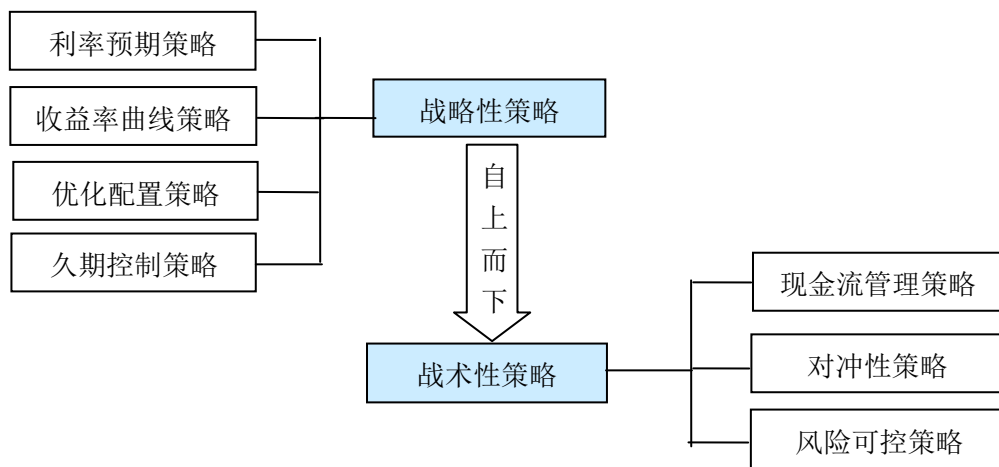 利率预期策略
收益率曲线策略
优化配置策略
久期控制策略
战略性策略
自
上
而
下
战术性策略
现金流管理策略
对冲性策略
风险可控策略